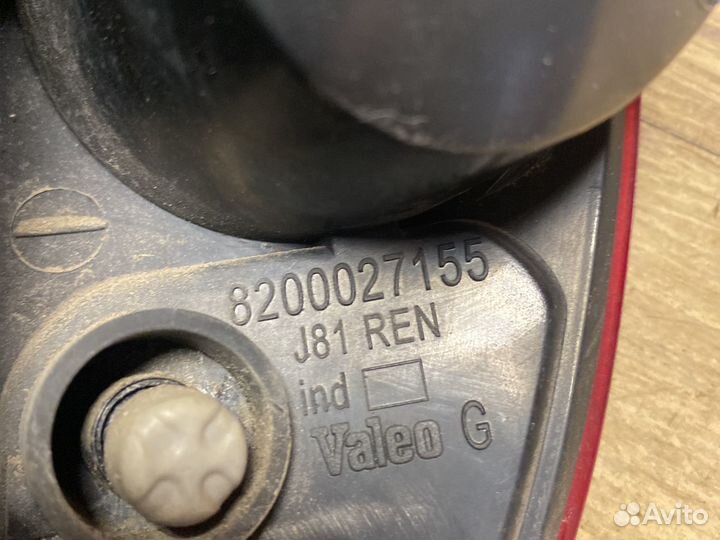 8200027155
J81 REN
ind
Valeo G
Avito